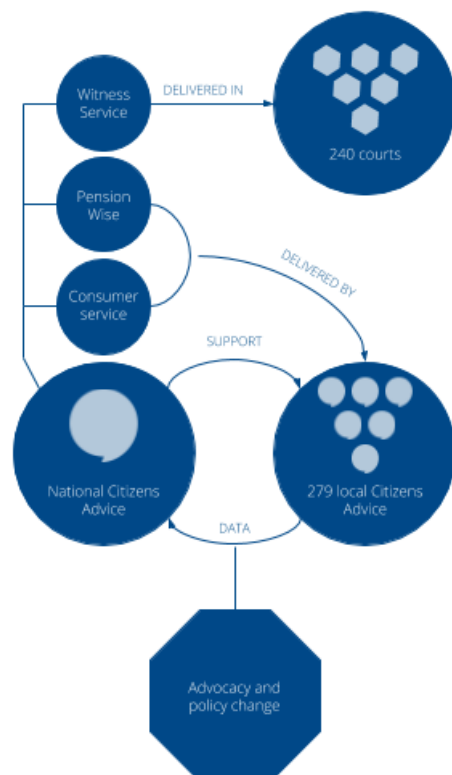 Witness
Service
DELIVERED IN
240 courts
Pension
Wise
Consumer
service
DELIVERED BY
SUPPORT
National Citizens
Advice
279 local Citizens
Advice
DATA
Advocacy and
policy change